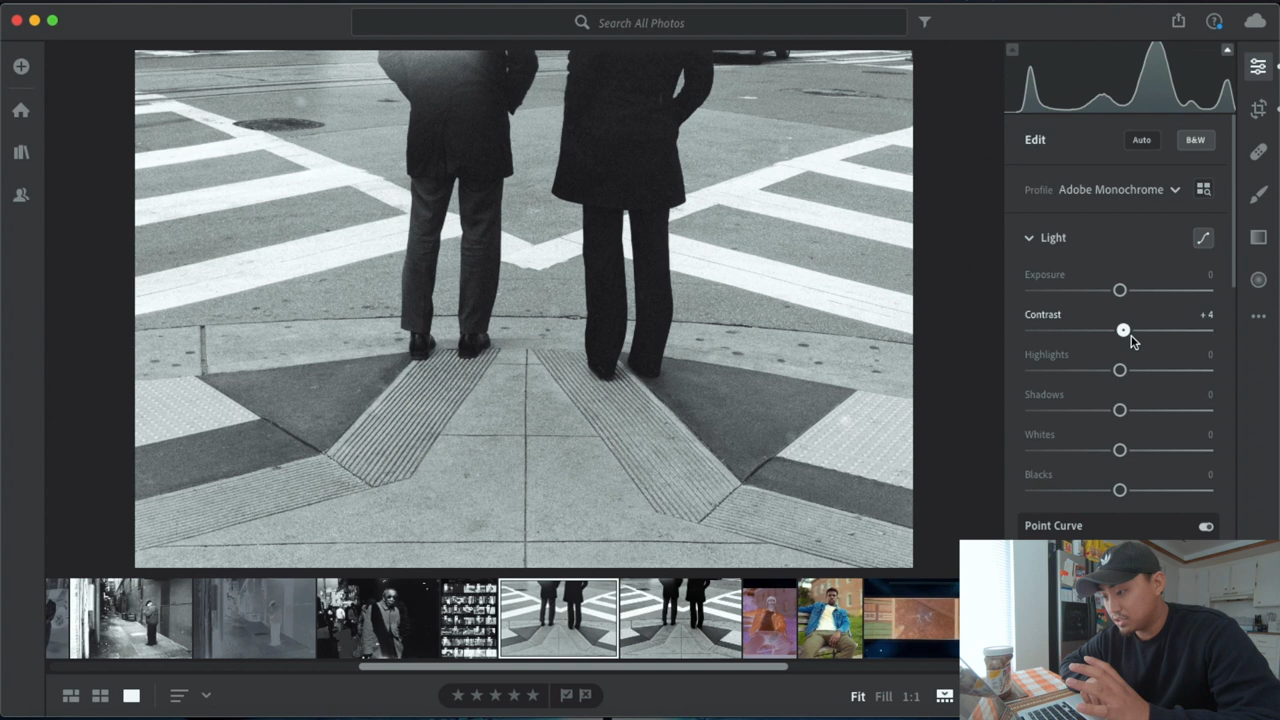 Search All Photos
?
Edit
Auto
B&W
Profile Adobe Monochrome
Light
Exposure 0
Contrast + 4
Highlights 0
Shadows 0
Whites 0
Blacks 0
Point Curve
Fit Fill 1:1